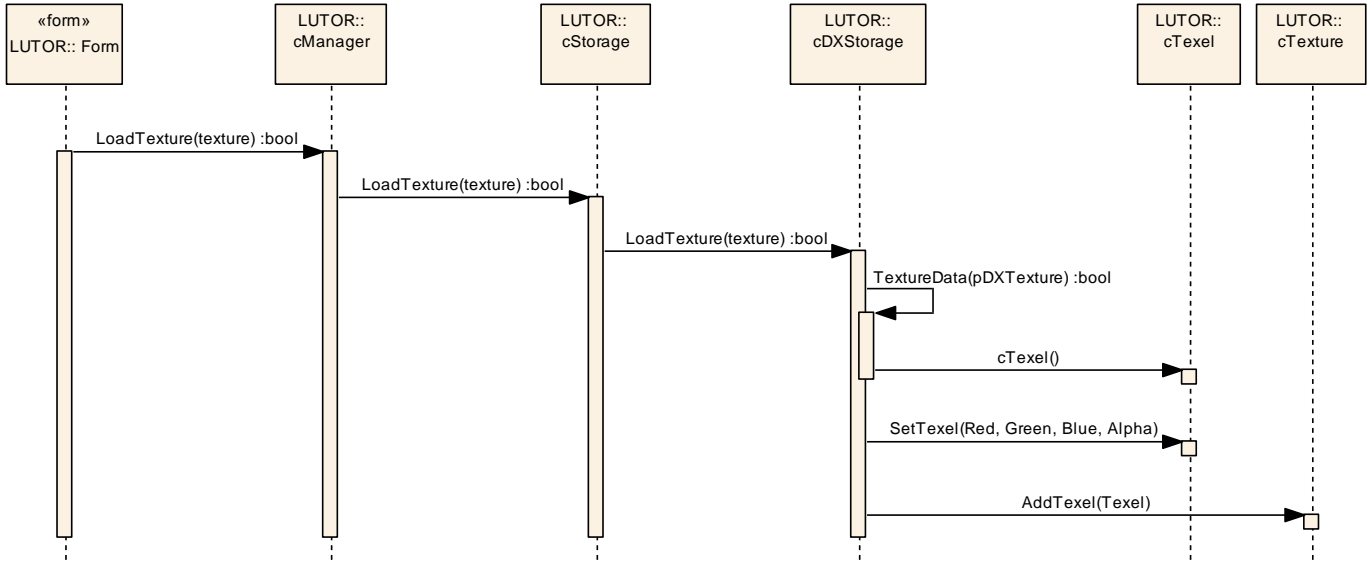 «form»
LUTOR:: Form
LUTOR::
cManager
LUTOR::
cStorage
LUTOR::
cDXStorage
LUTOR::
cTexel
LUTOR::
cTexture
LoadTexture(texture) :bool
LoadTexture(texture) :bool
LoadTexture(texture) :bool
TextureData(pDXTexture) :bool
cTexel()
SetTexel(Red, Green, Blue, Alpha)
AddTexel(Texel)